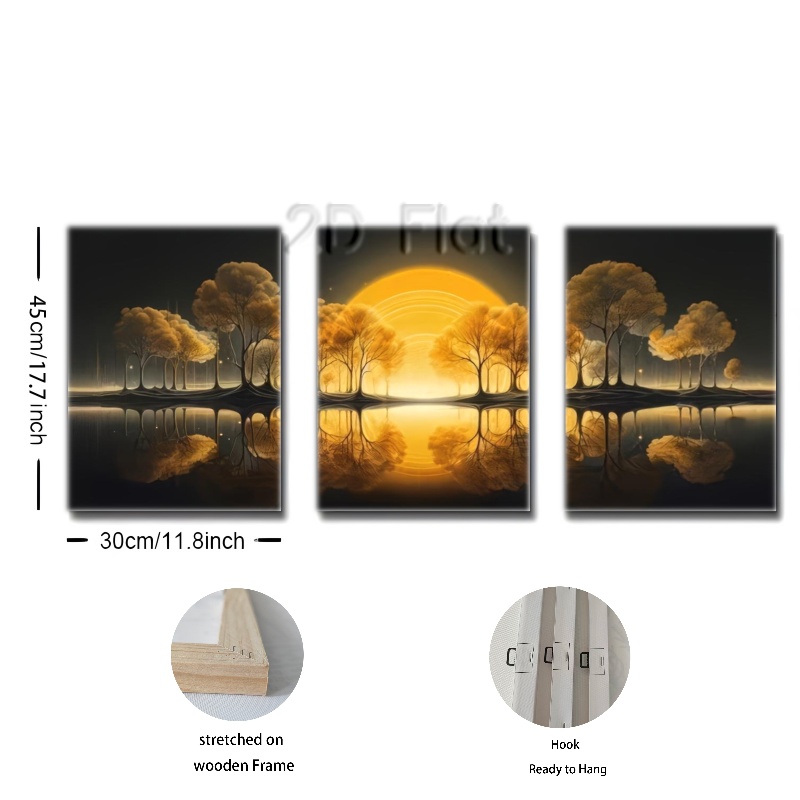 2D Flat
45cm/17.7inch
30cm/11.8inch
stretched on
wooden Frame
Hook
Ready to Hang